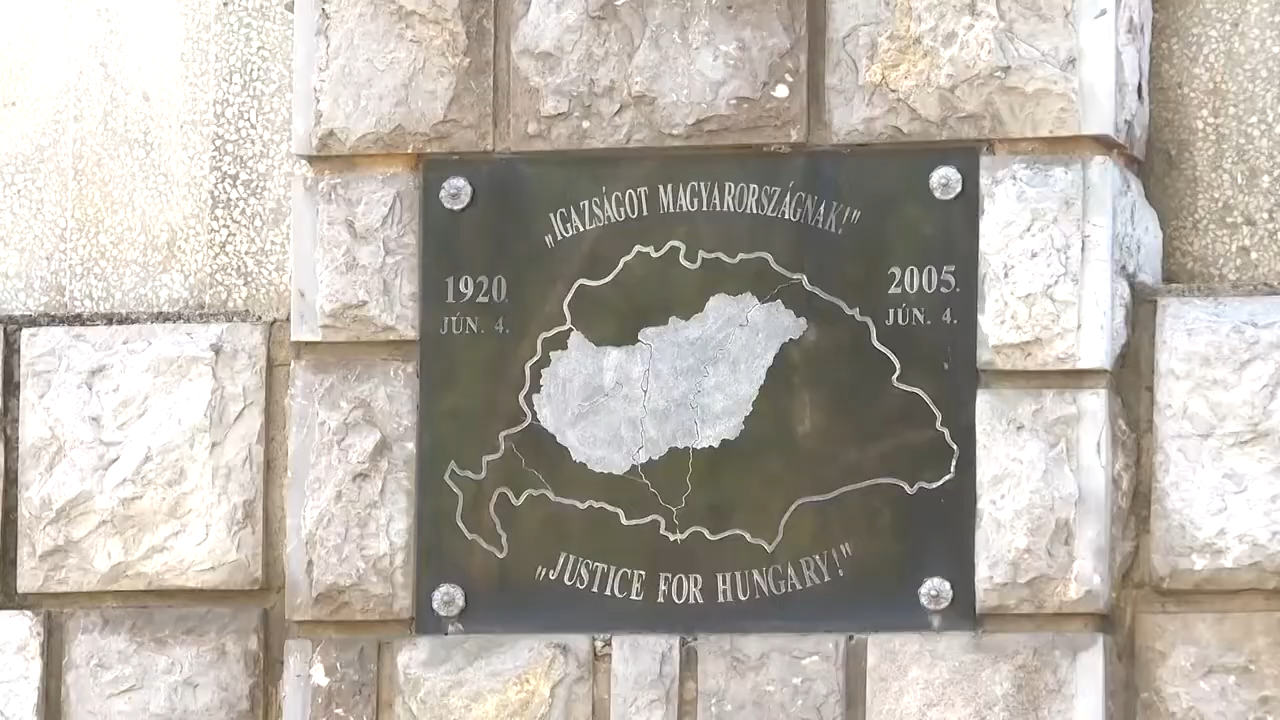 „IGAZSÁGOT MAGYARORSZÁGNAK!"
1920.
JÚN. 4.
2005.
JÚN. 4.
„JUSTICE FOR HUNGARY!"